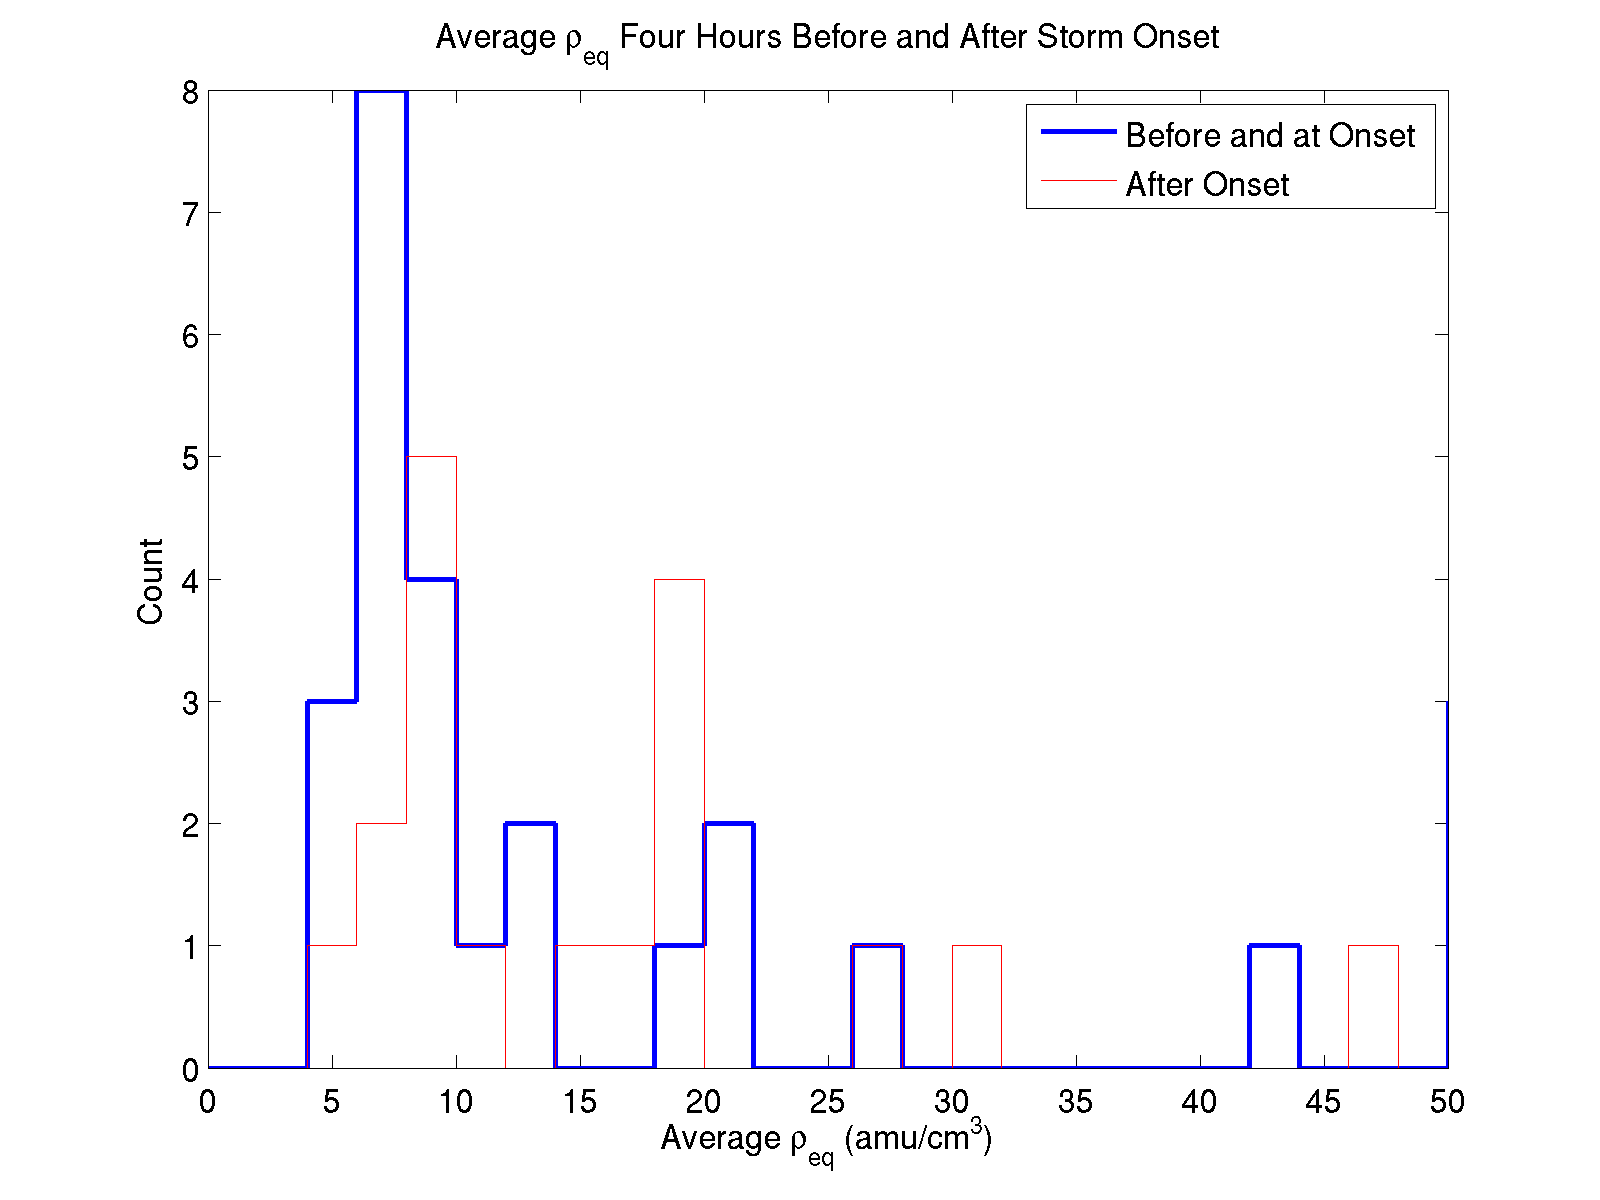 Average ρeq Four Hours Before and After Storm Onset
8
7
6
5
4
3
2
1
0
Count
Before and at Onset
After Onset
0 5 10 15 20 25 30 35 40 45 50
Average ρeq (amu/cm3)